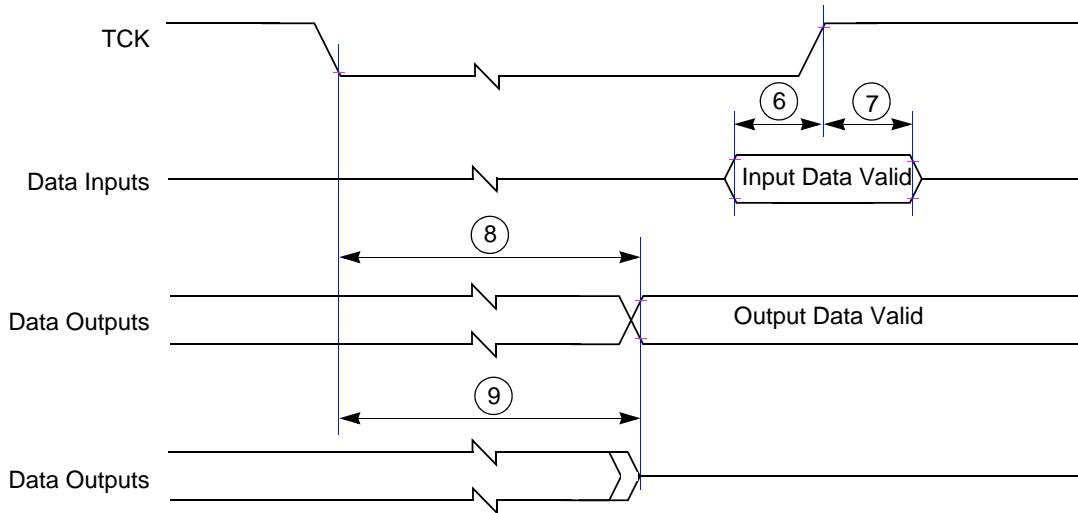 TCK
6
7
Data Inputs
Input Data Valid
8
Data Outputs
Output Data Valid
9
Data Outputs